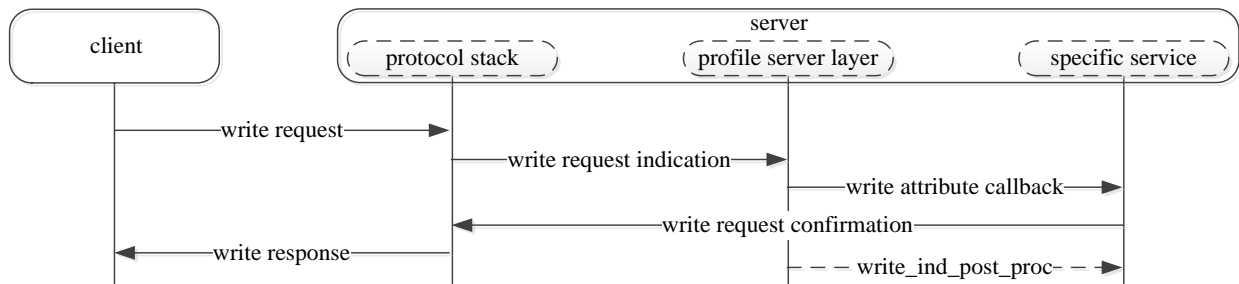 client
server
protocol stack
profile server layer
specific service
write request
write request indication
write attribute callback
write request confirmation
write response
write_ind_post_proc